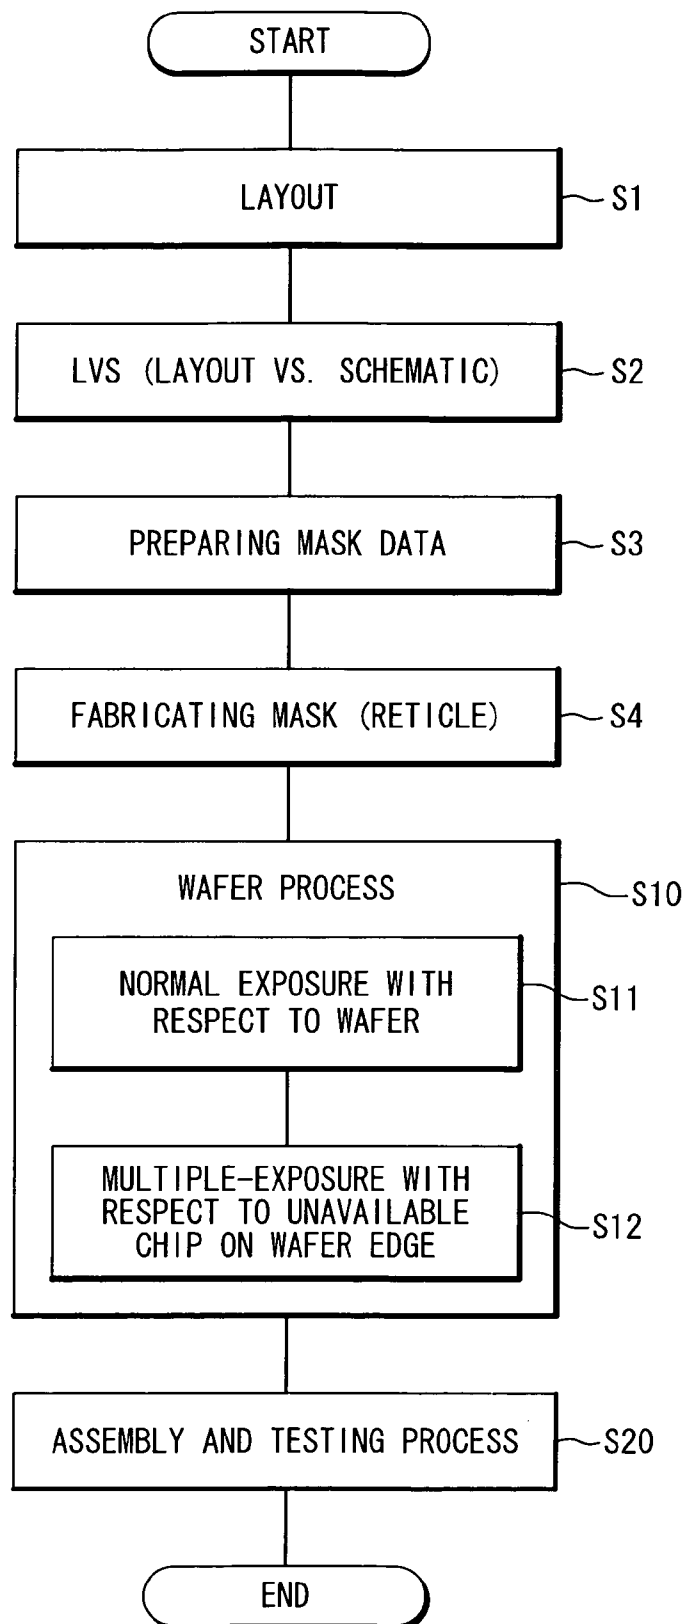 START
LAYOUT
S1
LVS (LAYOUT VS. SCHEMATIC)
S2
PREPARING MASK DATA
S3
FABRICATING MASK (RETICLE)
S4
WAFER PROCESS
S10
NORMAL EXPOSURE WITH
RESPECT TO WAFER
S11
MULTIPLE-EXPOSURE WITH
RESPECT TO UNAVAILABLE
CHIP ON WAFER EDGE
S12
ASSEMBLY AND TESTING PROCESS
S20
END